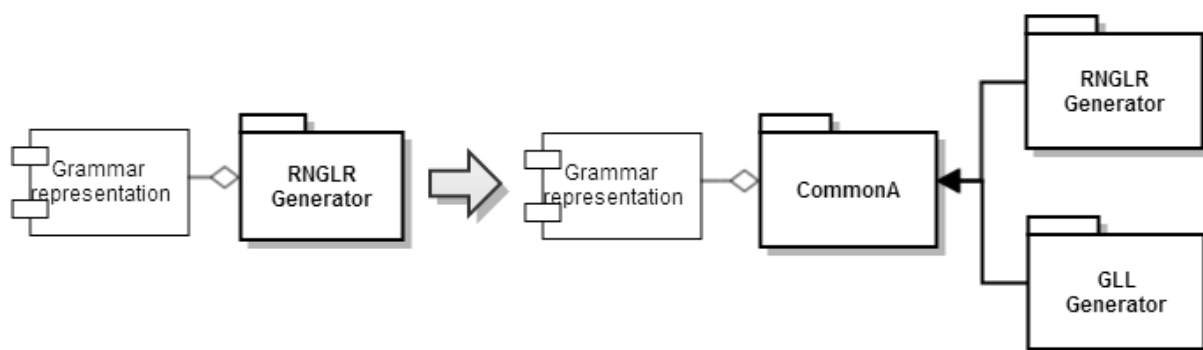 Grammar
representation
RNGLR
Generator
Grammar
representation
CommonA
RNGLR
Generator
GLL
Generator